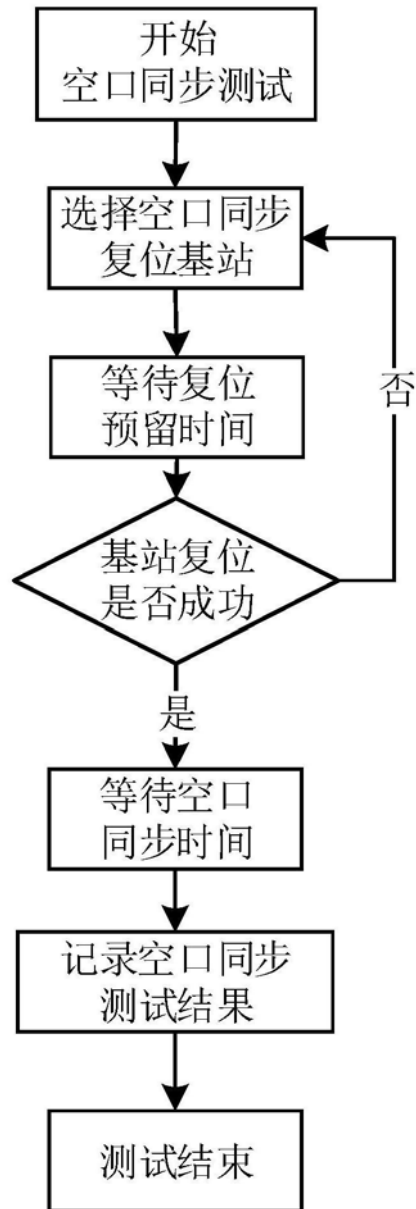 开始
空口同步测试
选择空口同步
复位基站
等待复位
预留时间
否
基站复位
是否成功
是
等待空口
同步时间
记录空口同步
测试结果
测试结束